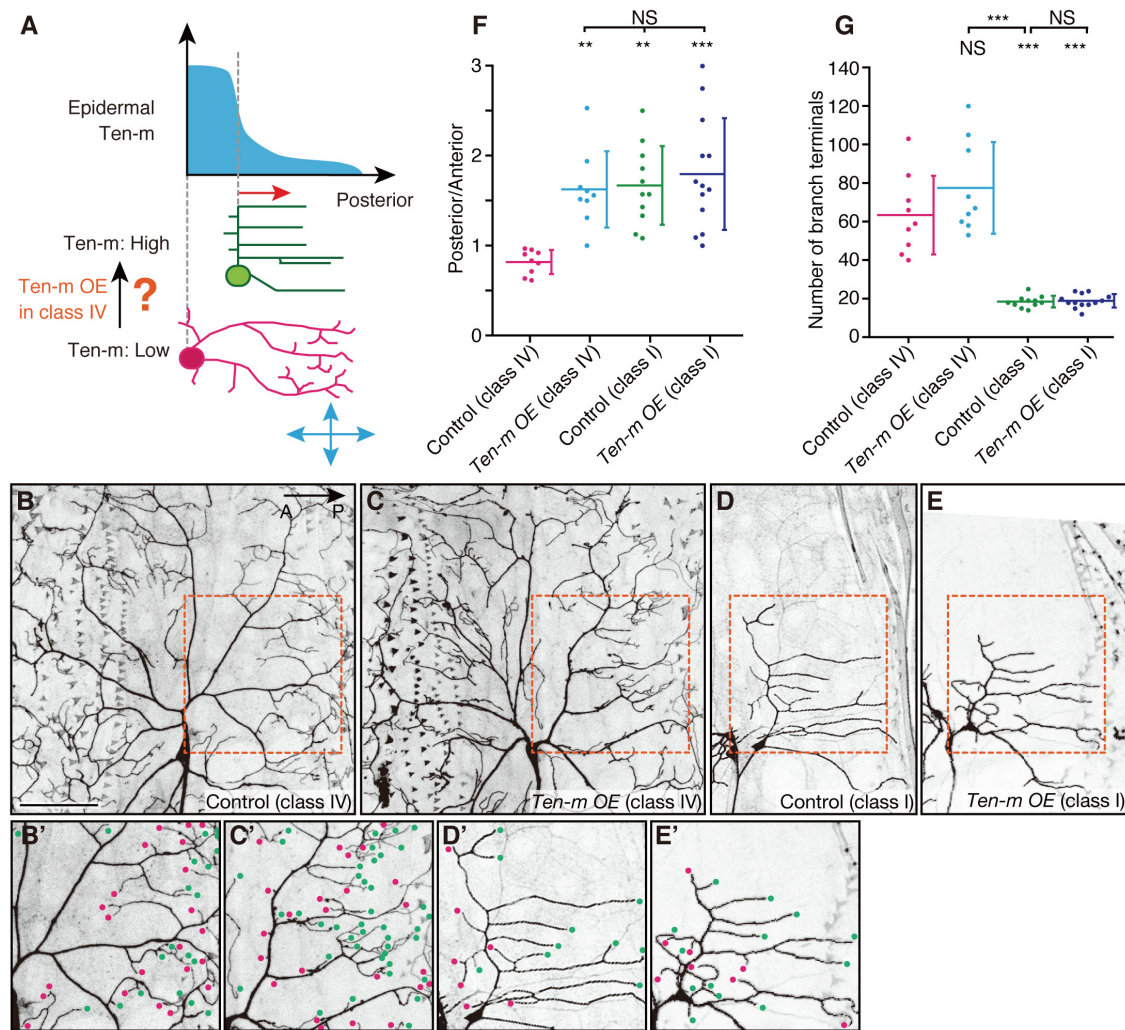 A
Epidermal
Ten-m
Posterior
Ten-m: High
Ten-m OE
in class IV
?
Ten-m: Low
F
NS
** ** ***
3
2
1
0
Posterior/Anterior
Control (class IV)
Ten-m OE (class IV)
Control (class I)
Ten-m OE (class I)
G
*** NS
NS *** ***
140
120
100
80
60
40
20
0
Number of branch terminals
Control (class IV)
Ten-m OE (class IV)
Control (class I)
Ten-m OE (class I)
B
A P
Control (class IV)
C
Ten-m OE (class IV)
D
Control (class I)
E
Ten-m OE (class I)
B'
C'
D'
E'